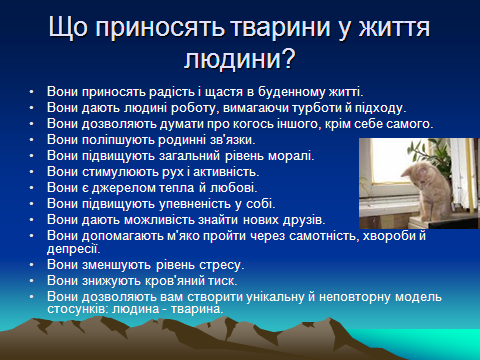 Що приносять тварини у життя
людини?
• Вони приносять радість і щастя в буденному житті.
• Вони дають людині роботу, вимагаючи турботи й підходу.
• Вони дозволяють думати про когось іншого, крім себе самого.
• Вони поліпшують родинні зв'язки.
• Вони підвищують загальний рівень моралі.
• Вони стимулюють рух і активність.
• Вони є джерелом тепла й любові.
• Вони підвищують упевненість у собі.
• Вони дають можливість знайти нових друзів.
• Вони допомагають м'яко пройти через самотність, хвороби й
депресії.
• Вони зменшують рівень стресу.
• Вони знижують кров'яний тиск.
• Вони дозволяють вам створити унікальну й неповторну модель
стосунків: людина - тварина.